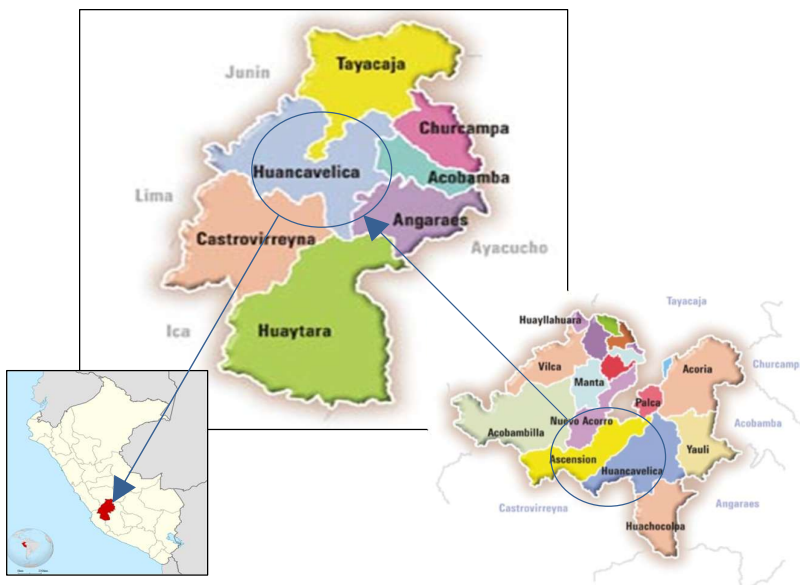 Junin
Tayacaja
Churcampa
Huancavelica
Acobamba
Lima
Angaraes
Castrovirreyna
Ayacucho
Ica
Huaytara
Tayacaja
Huayllahuara
Vilca
Acoria
Churcamp
Manta
Palca
Nuevo Acorro
Acobamba
Acobambilla
Yauli
Ascension
Huancavelica
Castrovirreyna
Angaraes
Huachocolpa